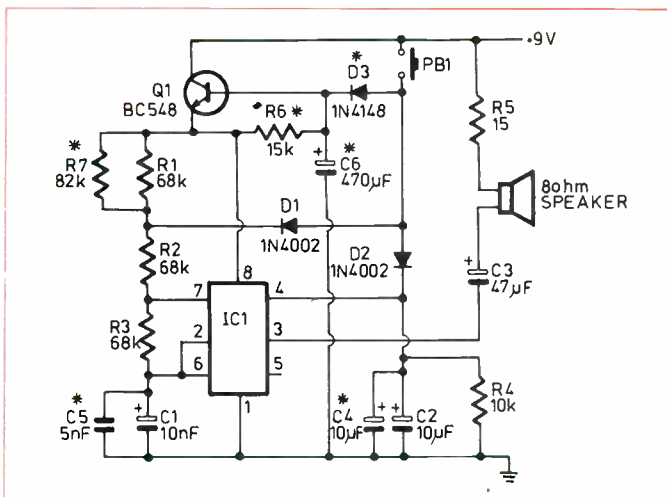 ·9V
*
D3
1N4148
PB1
Q1
BC548
R6 *
15k
R5
15
*
R7
82k
R1
68k
+
*
C6
470µF
8ohm
SPEAKER
D1
1N4002
R2
68k
D2
1N4002
+
C3
47µF
8
7
4
IC1
R3
68k
2
3
6
5
1
*
C5
5nF
+
C1
10nF
*
C4
10µF
+
+
C2
10µF
R4
10k